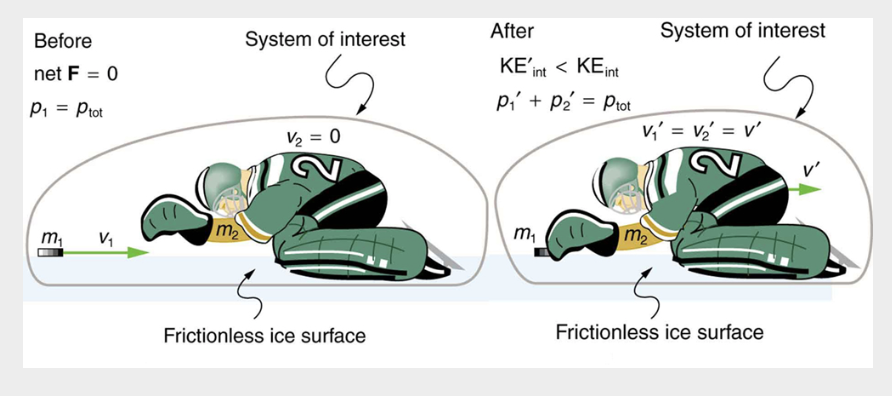 Before
net F = 0
p₁ = pₜₒₜ
System of interest
v₂ = 0
2
m₁
v₁
m₂
Frictionless ice surface
After
KE′ᵢₙₜ < KEᵢₙₜ
p₁′ + p₂′ = pₜₒₜ
System of interest
v₁′ = v₂′ = v′
2
v′
m₁
m₂
Frictionless ice surface